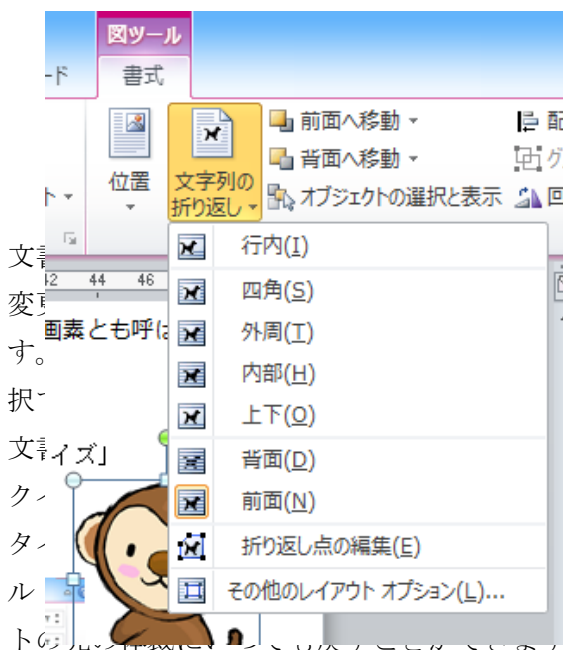 図ツール
ード 書式
位置
文字列の
折り返し
前面へ移動
背面へ移動
オブジェクトの選択と表示
配
グ
回
ト
行内(I)
四角(S)
外周(T)
内部(H)
上下(O)
背面(D)
前面(N)
折り返し点の編集(E)
その他のレイアウト オプション(L)...
42 44 46
画素とも呼
イズ」
文
変
す。
択
文
ク
タ
ル